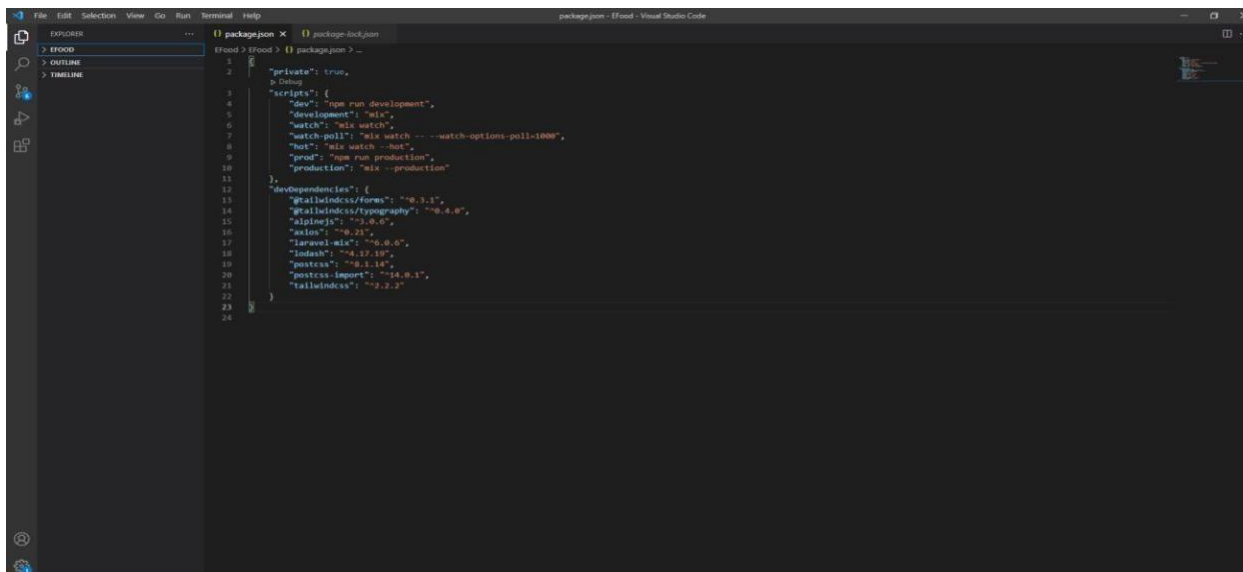 File Edit Selection View Go Run Terminal Help
package.json - EFood - Visual Studio Code
EXPLORER
EFOOD
OUTLINE
TIMELINE
{} package.json
{} package-lock.json
EFood > EFood > {} package.json > ...
1 {
2 "private": true,
Debug
3 "scripts": {
4 "dev": "npm run development",
5 "development": "mix",
6 "watch": "mix watch",
7 "watch-poll": "mix watch -- --watch-options-poll=1000",
8 "hot": "mix watch --hot",
9 "prod": "npm run production",
10 "production": "mix --production"
11 },
12 "devDependencies": {
13 "@tailwindcss/forms": "^0.3.1",
14 "@tailwindcss/typography": "^0.4.0",
15 "alpinejs": "^3.0.6",
16 "axios": "^0.21",
17 "laravel-mix": "^6.0.6",
18 "lodash": "^4.17.19",
19 "postcss": "^8.1.14",
20 "postcss-import": "^14.0.1",
21 "tailwindcss": "^2.2.2"
22 }
23 }
24